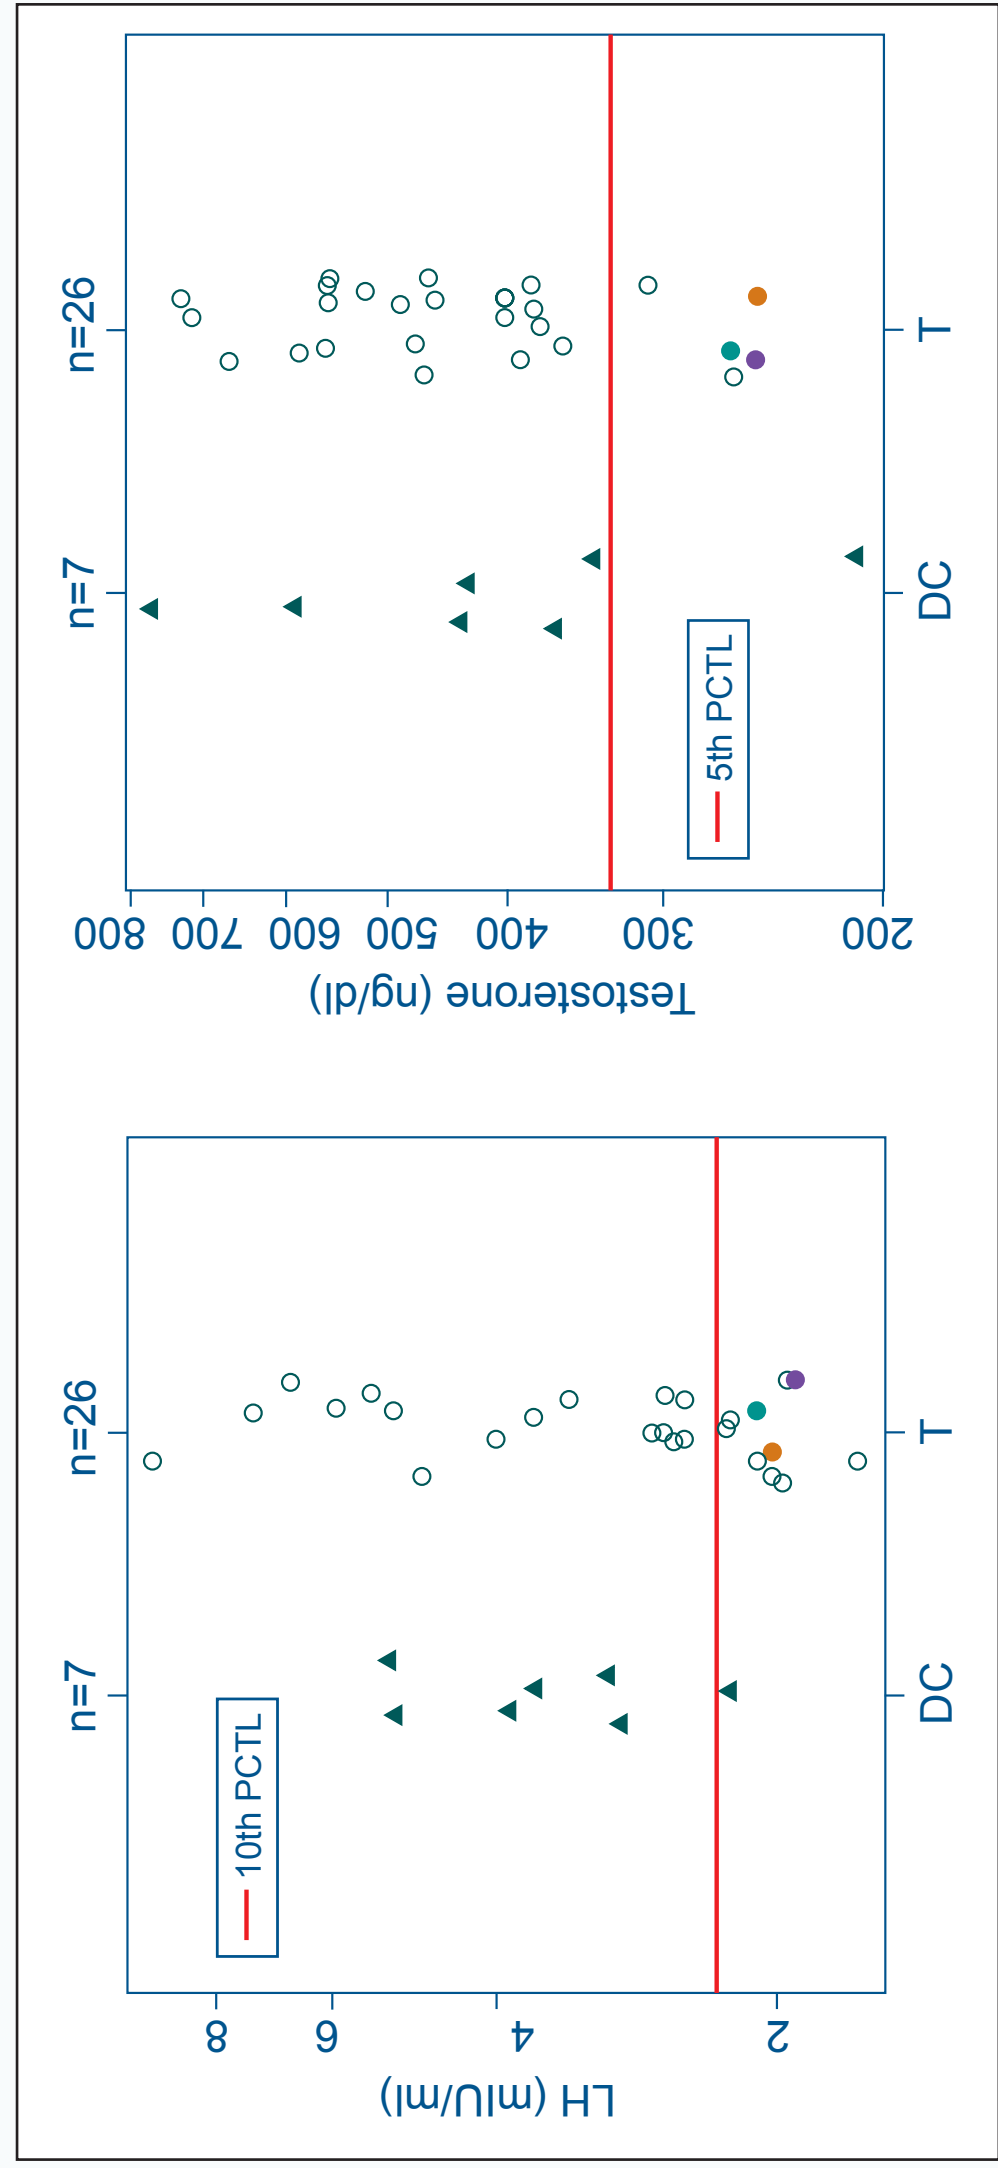 n=7
n=26
10th PCTL
8
6
4
2
LH (mIU/ml)
DC
T
n=7
n=26
800
700
600
500
400
300
200
Testosterone (ng/dl)
5th PCTL
DC
T